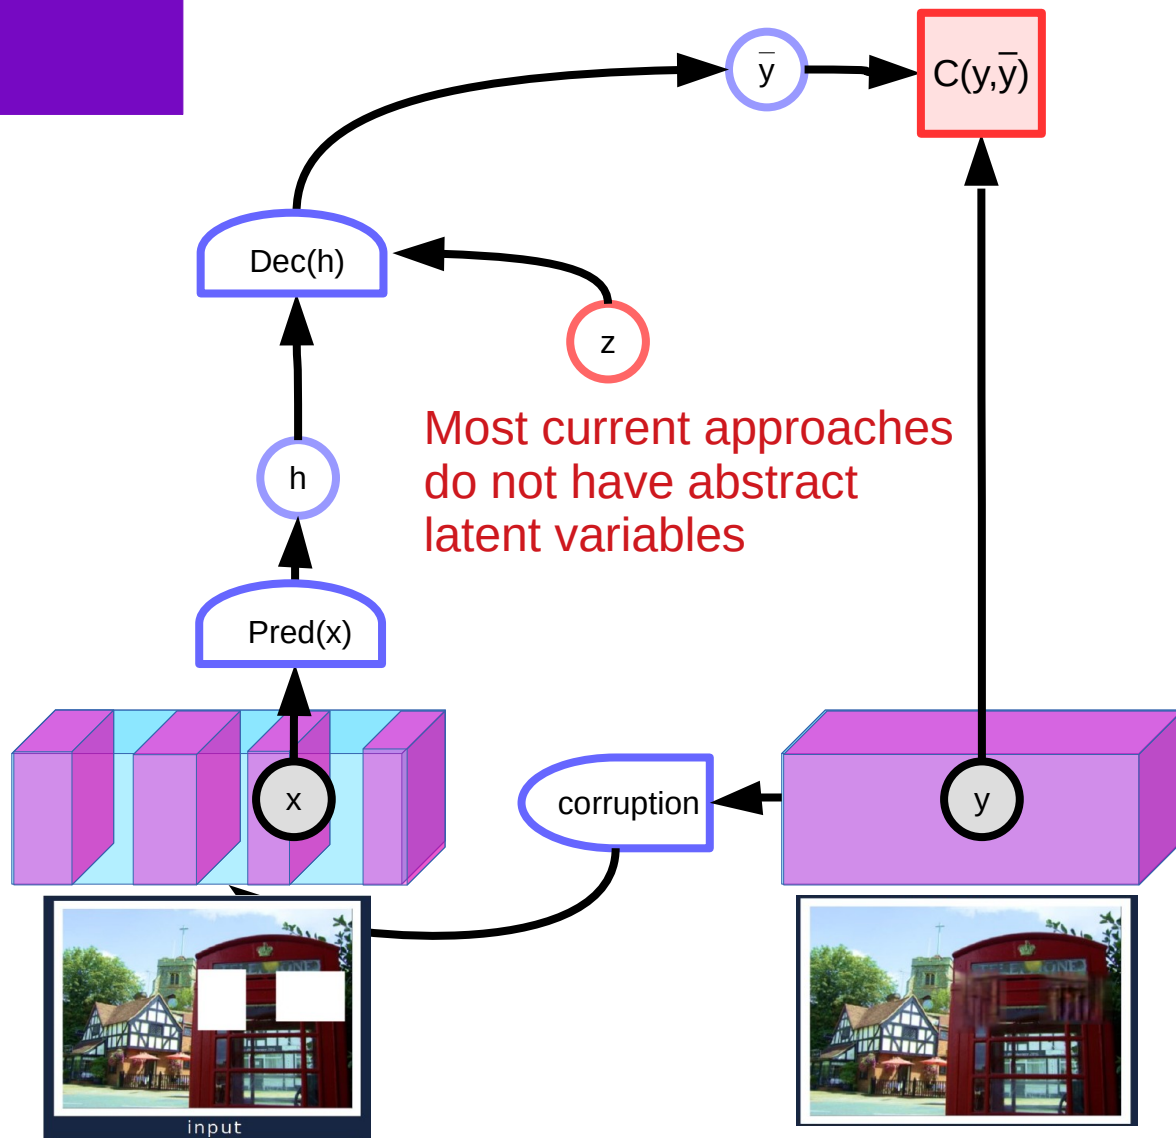 y̅
C(y,y̅)
Dec(h)
z
Most current approaches
do not have abstract
latent variables
h
Pred(x)
x
corruption
y
input